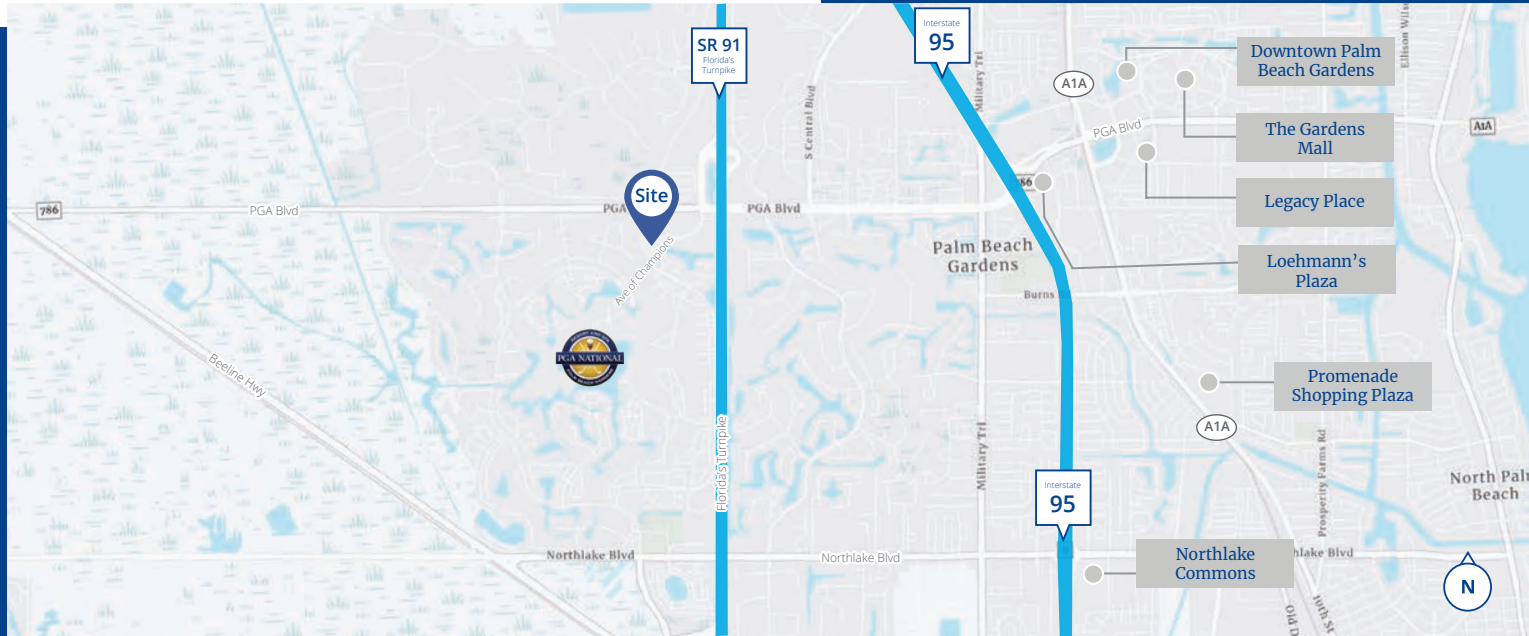 SR 91
Florida's
Turnpike
Interstate
95
Military Trl
S Central Blvd
A1A
Downtown Palm
Beach Gardens
The Gardens
Mall
PGA Blvd
A1A
Legacy Place
Site
786
PGA Blvd
PGA
PGA Blvd
Palm Beach
Gardens
Loehmann's
Plaza
Ave of Champions
Burns
PGA NATIONAL
Beeline Hwy
Promenade
Shopping Plaza
A1A
Florida's Turnpike
Military Trl
Prosperity Farms Rd
North Palm
Beach
Interstate
95
Northlake Blvd
Northlake Blvd
Northlake
Commons
hlake Blvd
N
10th St